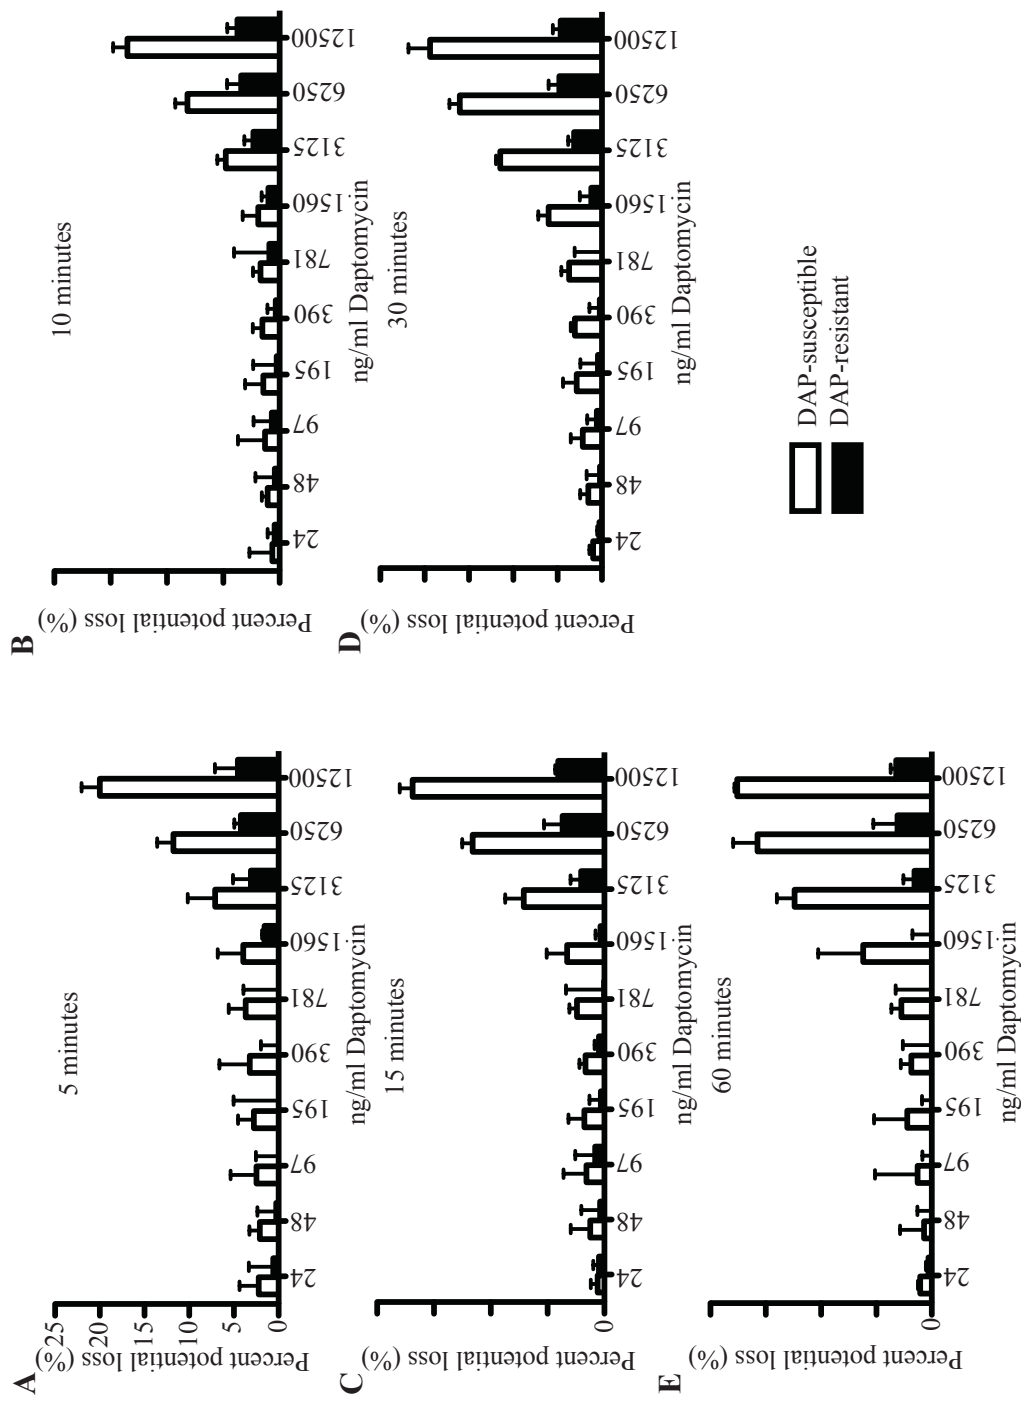 A
5 minutes
Percent potential loss (%)
25
20
15
10
5
0
24
48
97
195
390
781
1560.
3125
6250
12500
ng/ml Daptomycin
B
10 minutes
Percent potential loss (%)
24
48
97
195
390
781
1560.
3125
6250
12500
ng/ml Daptomycin
C
15 minutes
Percent potential loss (%)
0
24
48
97
195
390
781
1560.
3125
6250
12500
ng/ml Daptomycin
D
30 minutes
Percent potential loss (%)
24
48
97
195
390
781
1560.
3125
6250
12500
ng/ml Daptomycin
E
60 minutes
Percent potential loss (%)
0
24
48
97
195
390
781
1560.
3125
6250
12500
ng/ml Daptomycin
DAP-susceptible
DAP-resistant